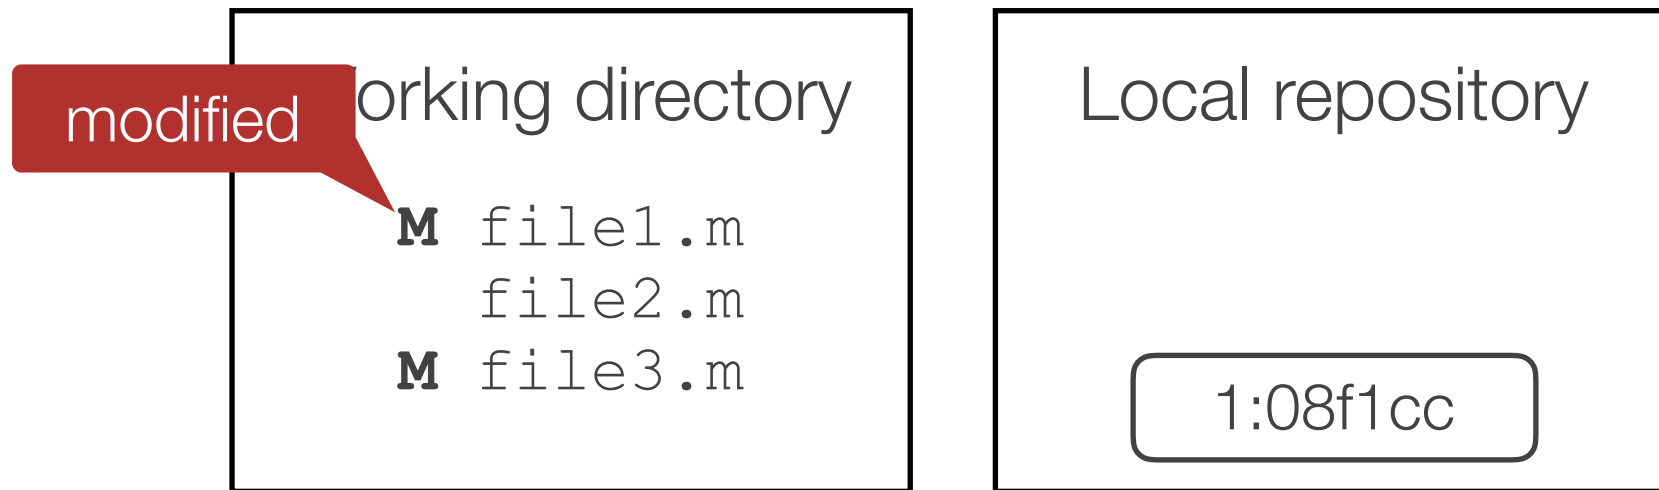 modified
orking directory
M file1.m
file2.m
M file3.m
Local repository
1:08f1cc